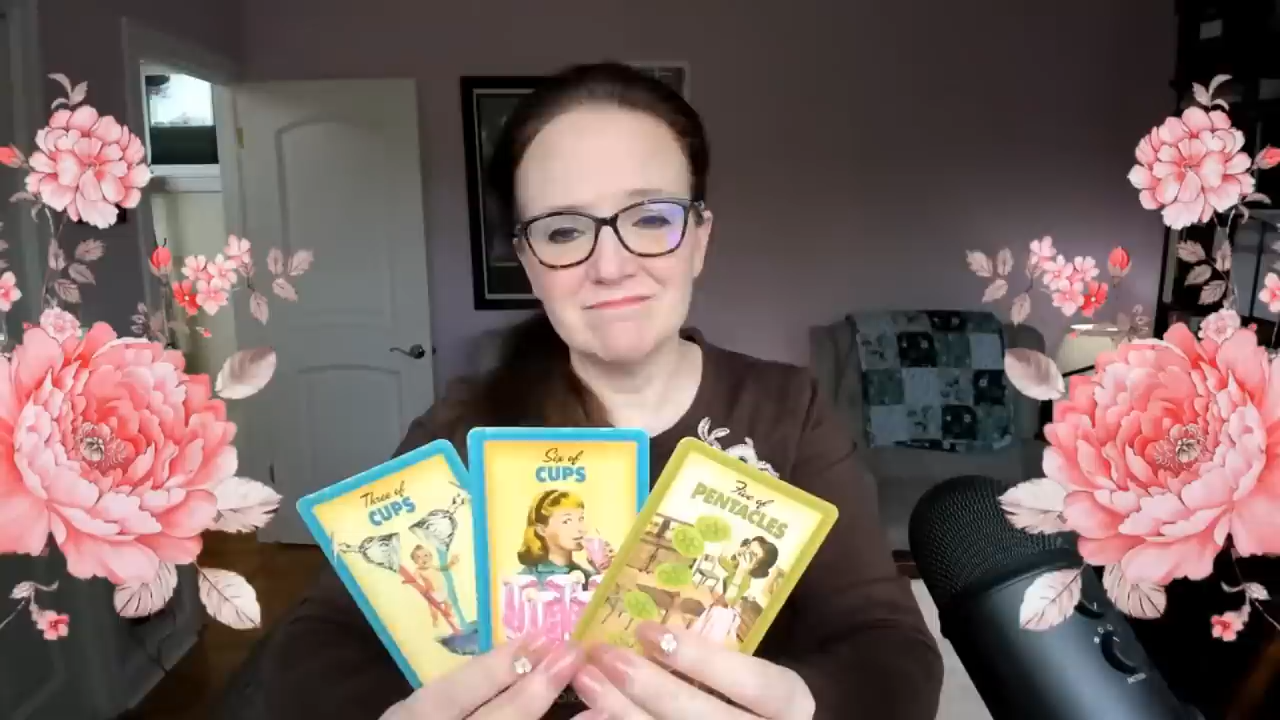 Three of
CUPS
Six of
CUPS
Five of
PENTACLES